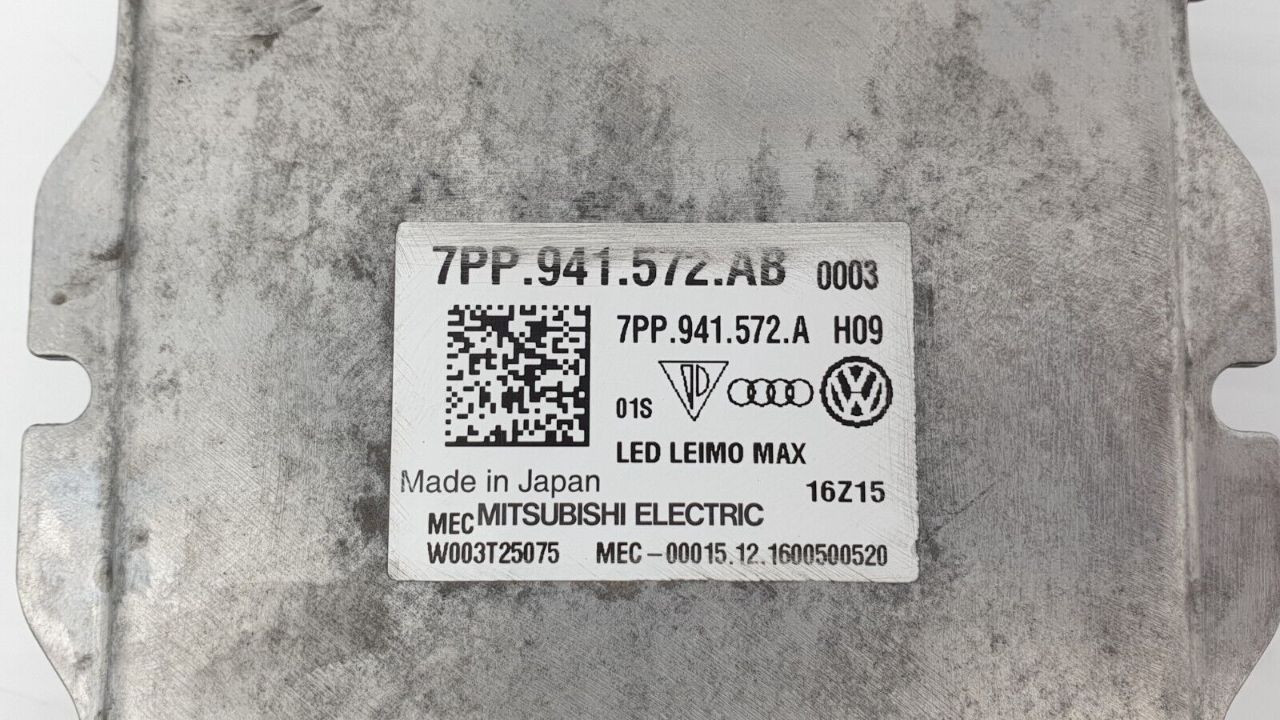 7PP.941.572.AB 0003
7PP.941.572.A H09
01S
LED LEIMO MAX
Made in Japan 16Z15
MEC MITSUBISHI ELECTRIC
W003T25075 MEC-00015.12.1600500520